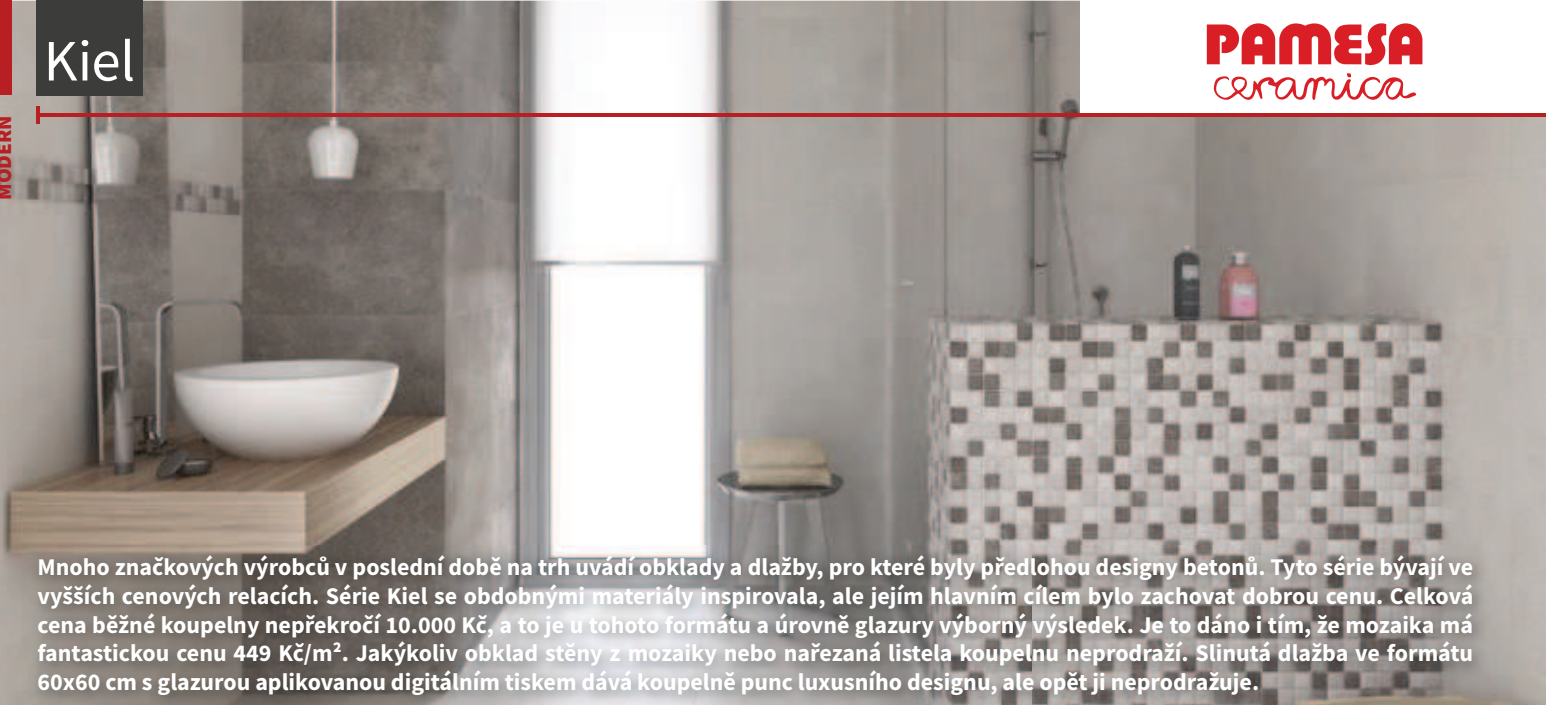 Kiel
PAMESA
ceramica
MODERN
Mnoho značkových výrobců v poslední době na trh uvádí obklady a dlažby, pro které byly předlohou designy betonů. Tyto série bývají ve
vyšších cenových relacích. Série Kiel se obdobnými materiály inspirovala, ale jejím hlavním cílem bylo zachovat dobrou cenu. Celková
cena běžné koupelny nepřekročí 10.000 Kč, a to je u tohoto formátu a úrovně glazury výborný výsledek. Je to dáno i tím, že mozaika má
fantastickou cenu 449 Kč/m². Jakýkoliv obklad stěny z mozaiky nebo nařezaná listela koupelnu neprodraží. Slinutá dlažba ve formátu
60x60 cm s glazurou aplikovanou digitálním tiskem dává koupelně punc luxusního designu, ale opět ji neprodražuje.